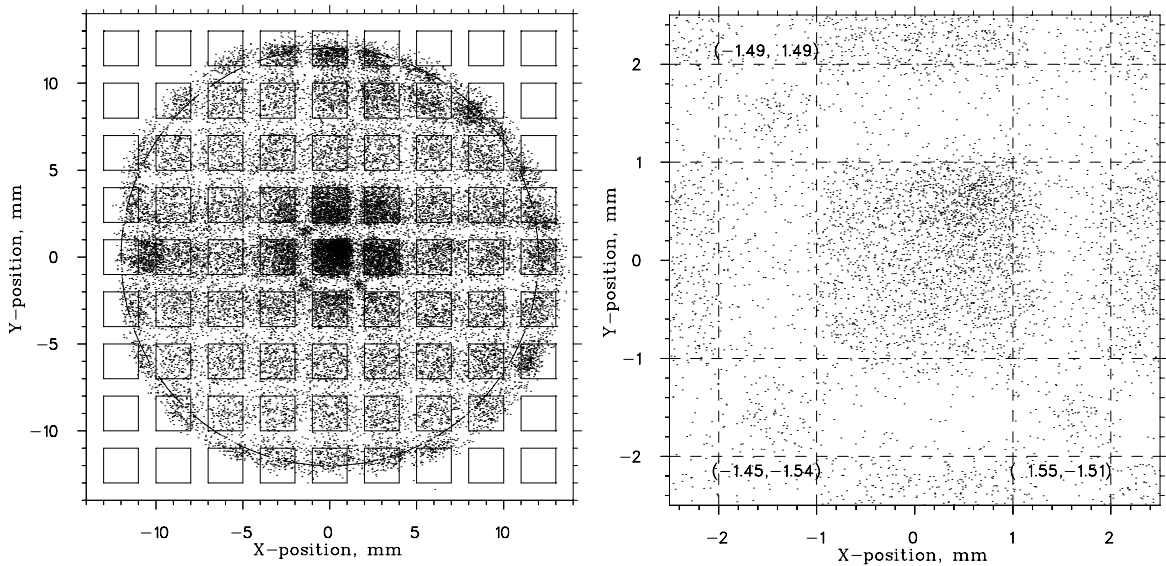 10
5
0
−5
−10
Y−position, mm
−10 −5 0 5 10
X−position, mm
(−1.49, 1.49)
2
1
0
−1
−2
Y−position, mm
(−1.45,−1.54)
( 1.55,−1.51)
−2 −1 0 1 2
X−position, mm